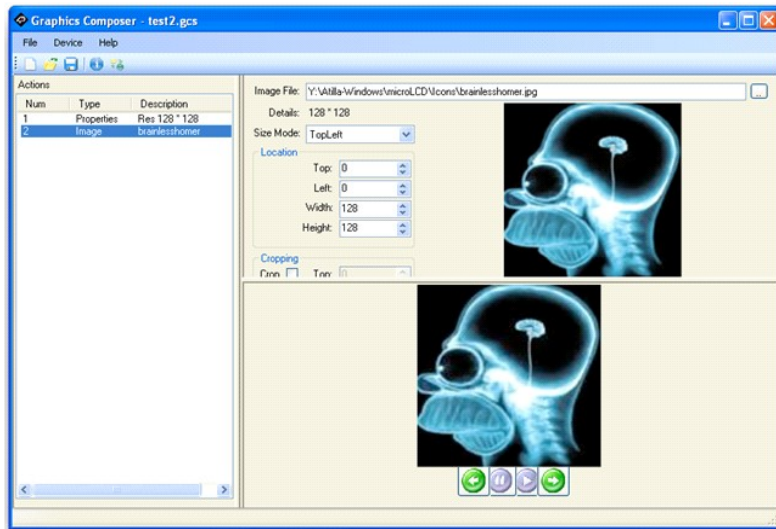 Graphics Composer - test2.gcs
File Device Help
Actions
Num Type Description
1 Properties Res 128 * 128
2 Image brainlesshomer
Image File: Y:\Atilla-Windows\microLCD\Icons\brainlesshomer.jpg ..
Details: 128 * 128
Size Mode: TopLeft
Location
Top: 0
Left: 0
Width: 128
Height: 128
Cropping
Crop Top: 0